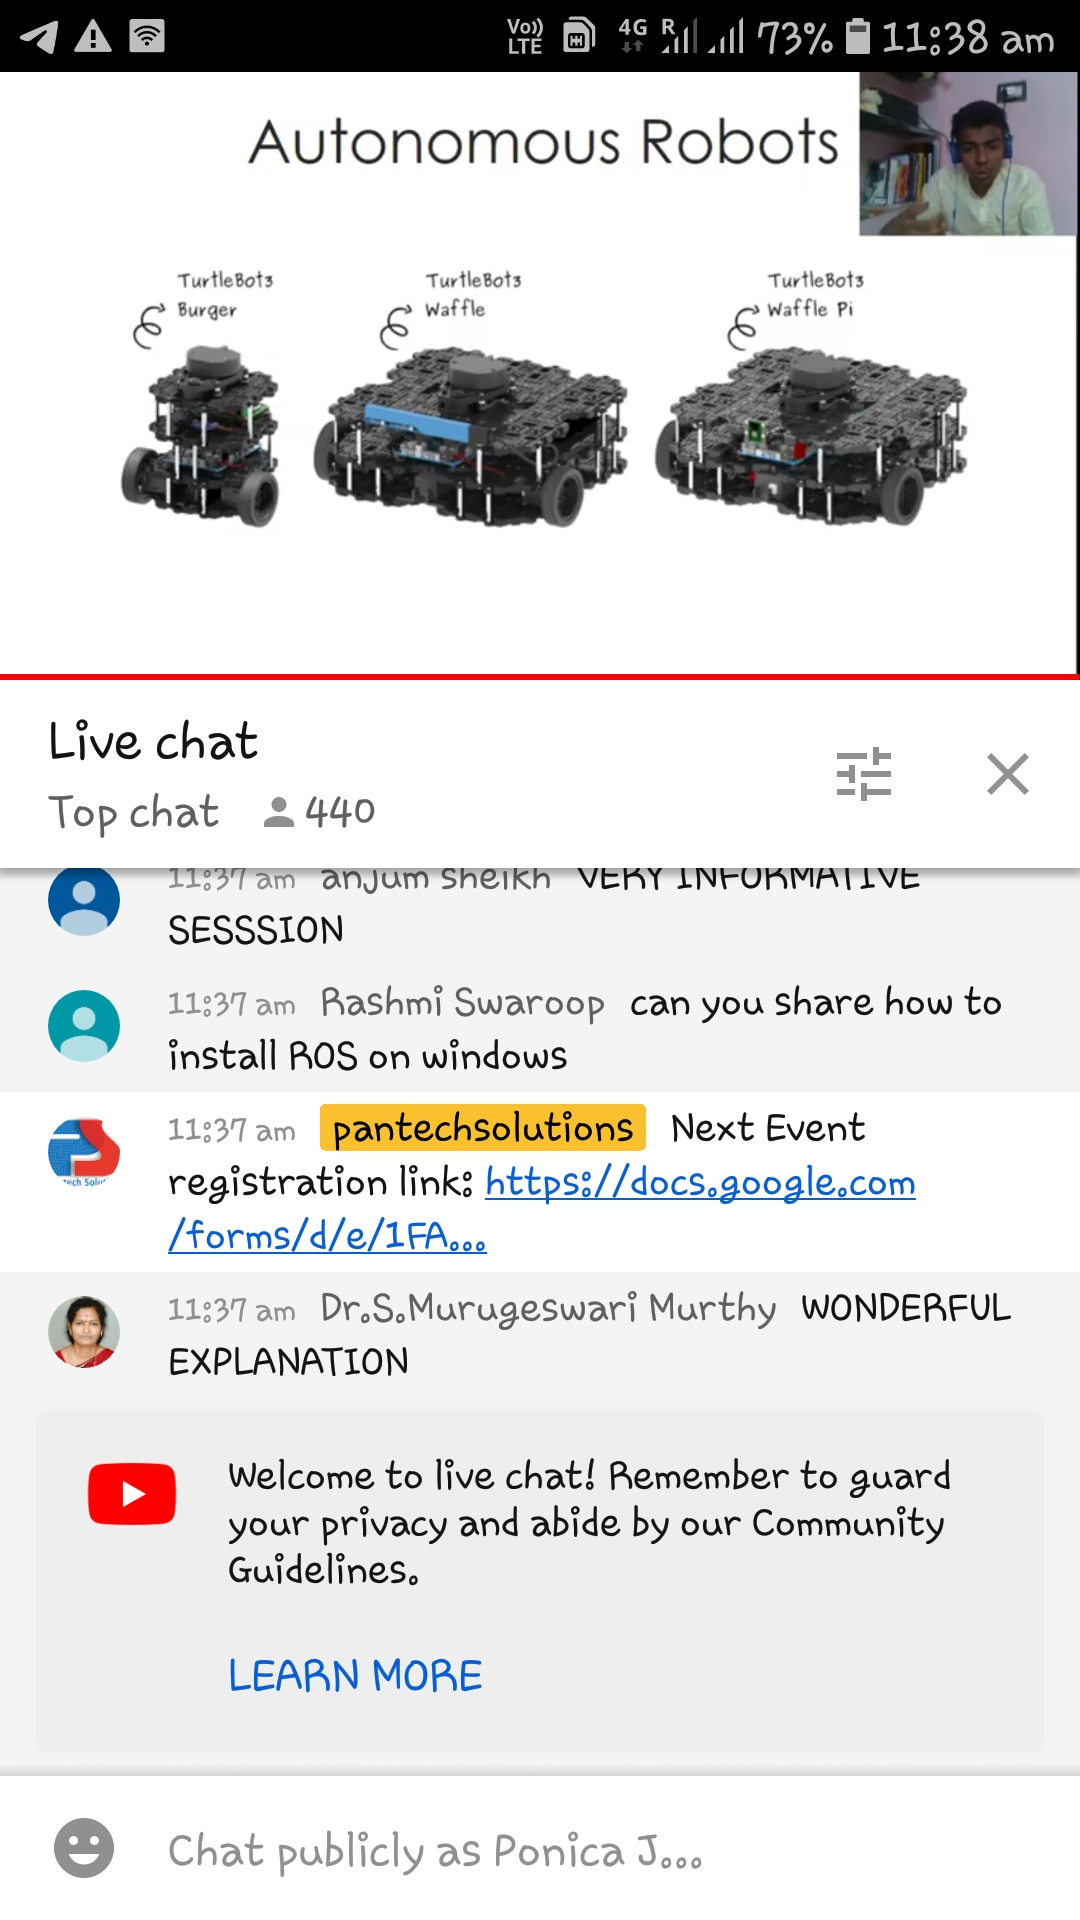 Vo)) LTE 4G R 73% 11:38 am
Autonomous Robots
TurtleBot3
Burger
TurtleBot3
Waffle
TurtleBot3
Waffle Pi
Live chat
Top chat 440
11:37 am anjum sheikh VERY INFORMATIVE
SESSSION
11:37 am Rashmi Swaroop can you share how to
install ROS on windows
11:37 am pantechsolutions Next Event
registration link: https://docs.google.com
/forms/d/e/1FA...
11:37 am Dr.S.Murugeswari Murthy WONDERFUL
EXPLANATION
Welcome to live chat! Remember to guard
your privacy and abide by our Community
Guidelines.
LEARN MORE
Chat publicly as Ponica J...